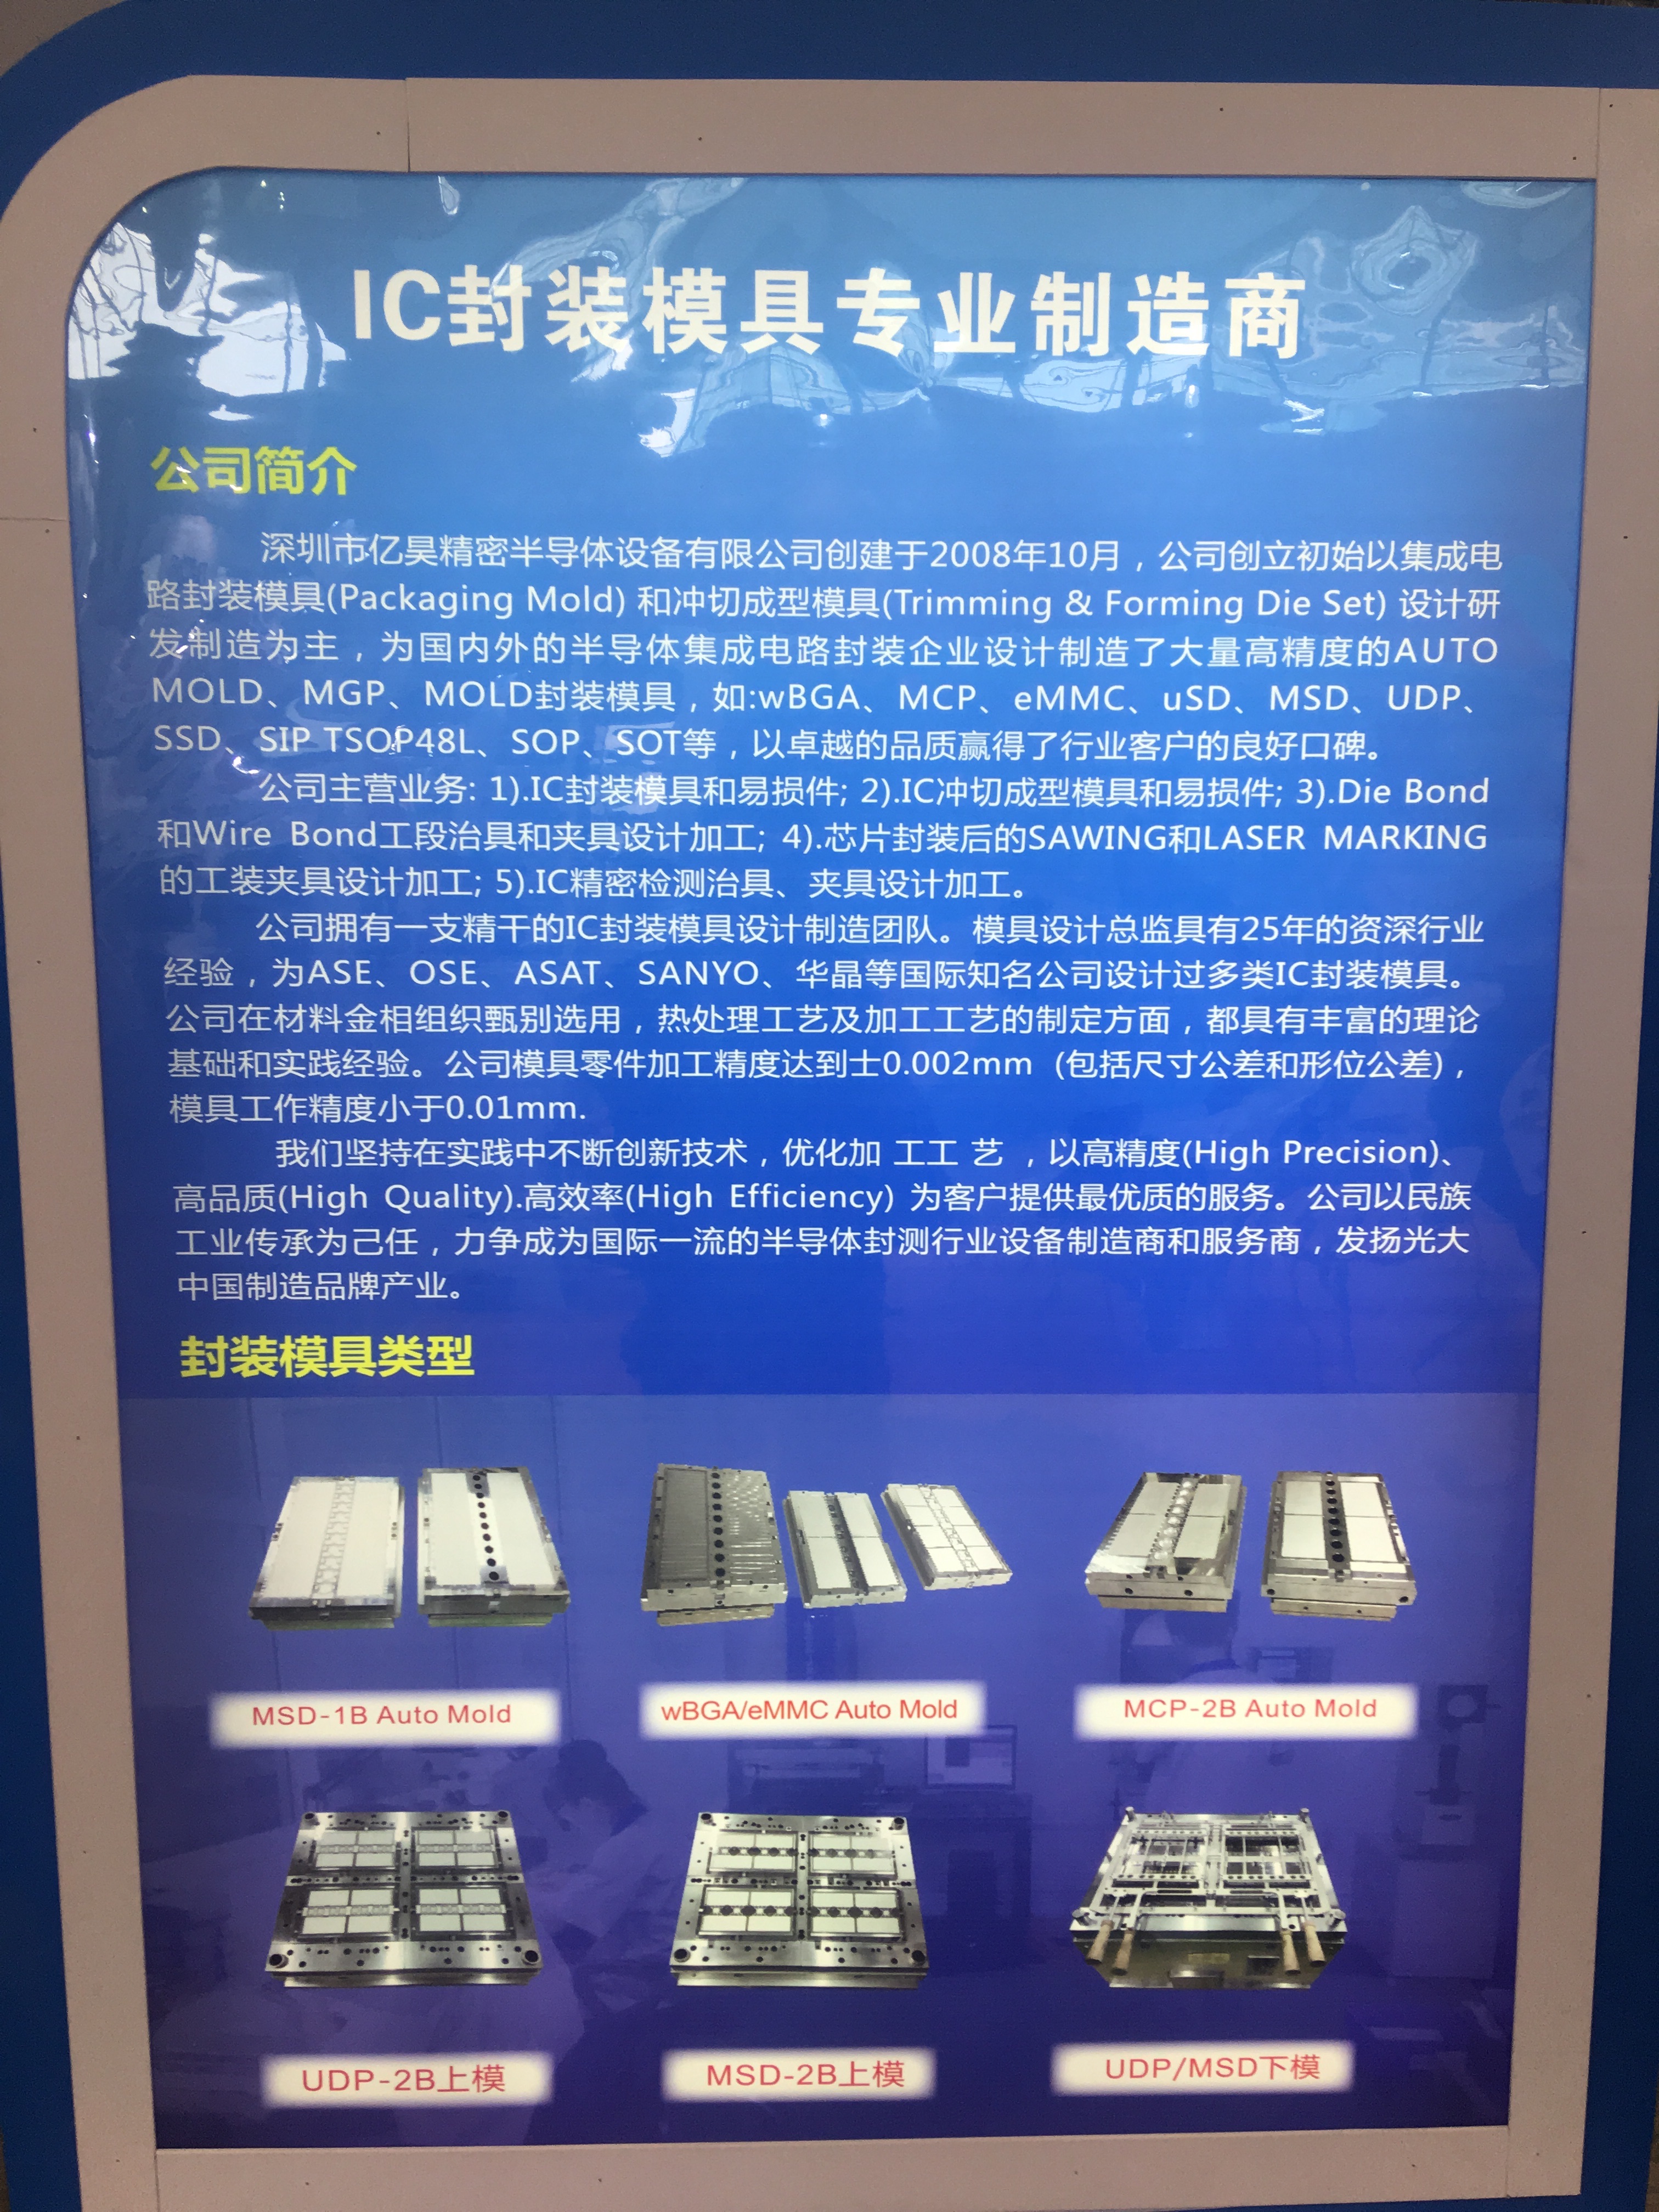 IC封装模具专业制造商
公司简介
深圳市亿昊精密半导体设备有限公司创建于2008年10月，公司创立初始以集成电
路封装模具(Packaging Mold) 和冲切成型模具(Trimming & Forming Die Set) 设计研
发制造为主，为国内外的半导体集成电路封装企业设计制造了大量高精度的AUTO
MOLD、MGP、MOLD封装模具，如:wBGA、MCP、eMMC、uSD、MSD、UDP、
SSD、SIP TSOP48L、SOP、SOT等，以卓越的品质赢得了行业客户的良好口碑。
公司主营业务: 1).IC封装模具和易损件; 2).IC冲切成型模具和易损件; 3).Die Bond
和Wire Bond工段治具和夹具设计加工; 4).芯片封装后的SAWING和LASER MARKING
的工装夹具设计加工; 5).IC精密检测治具、夹具设计加工。
公司拥有一支精干的IC封装模具设计制造团队。模具设计总监具有25年的资深行业
经验，为ASE、OSE、ASAT、SANYO、华晶等国际知名公司设计过多类IC封装模具。
公司在材料金相组织甄别选用，热处理工艺及加工工艺的制定方面，都具有丰富的理论
基础和实践经验。公司模具零件加工精度达到士0.002mm (包括尺寸公差和形位公差)，
模具工作精度小于0.01mm.
我们坚持在实践中不断创新技术，优化加 工工 艺 ，以高精度(High Precision)、
高品质(High Quality).高效率(High Efficiency) 为客户提供最优质的服务。公司以民族
工业传承为己任，力争成为国际一流的半导体封测行业设备制造商和服务商，发扬光大
中国制造品牌产业。
封装模具类型
MSD-1B Auto Mold
wBGA/eMMC Auto Mold
MCP-2B Auto Mold
UDP-2B上模
MSD-2B上模
UDP/MSD下模